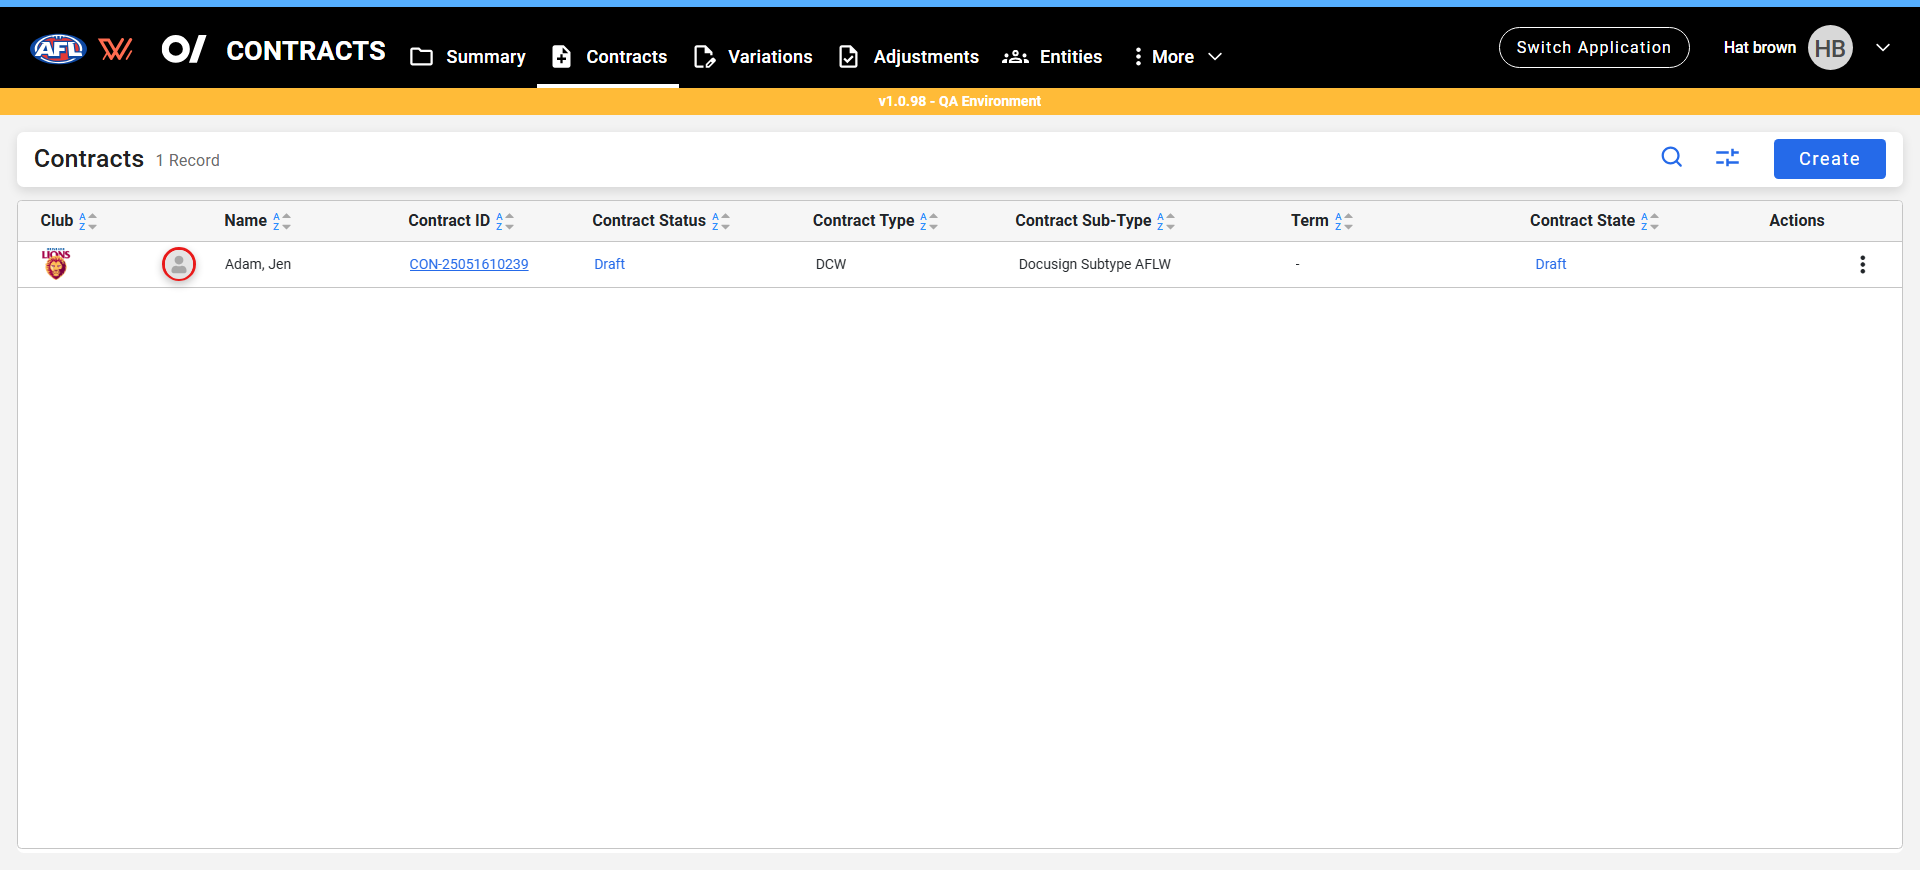 AFL W O/ CONTRACTS Summary Contracts Variations Adjustments Entities More Switch Application Hat brown HB
v1.0.98 - QA Environment
Contracts 1 Record Create
Club Name Contract ID Contract Status Contract Type Contract Sub-Type Term Contract State Actions
LIONS Adam, Jen CON-25051610239 Draft DCW Docusign Subtype AFLW - Draft